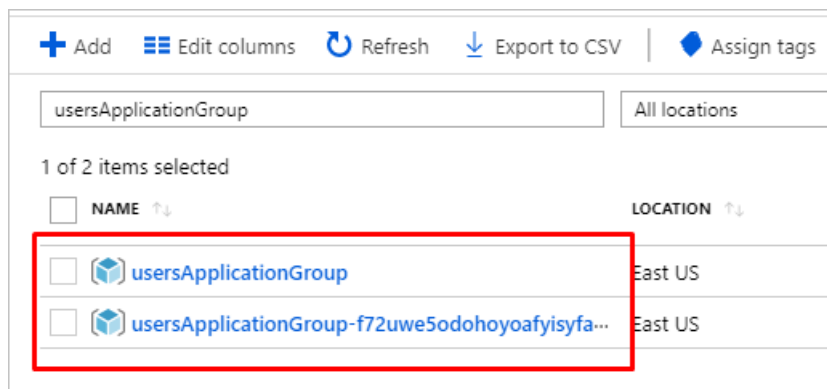 Add Edit columns Refresh Export to CSV Assign tags
usersApplicationGroup All locations
1 of 2 items selected
NAME ↑↓ LOCATION ↑↓
usersApplicationGroup East US
usersApplicationGroup-f72uwe5odohoyoafyisyfa··· East US